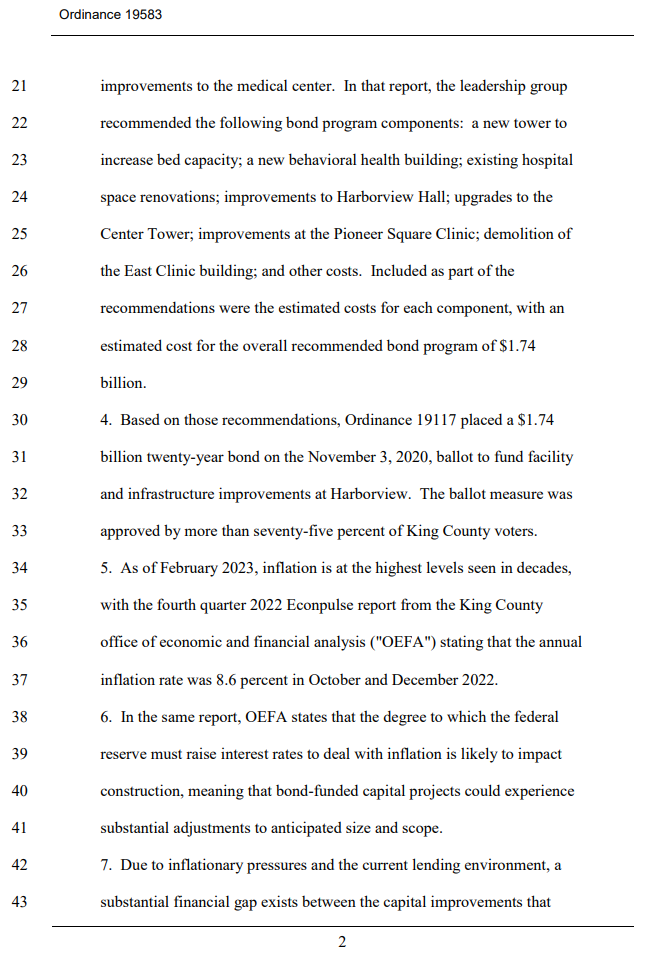 Ordinance 19583
21 improvements to the medical center.  In that report, the leadership group
22 recommended the following bond program components:  a new tower to
23 increase bed capacity; a new behavioral health building; existing hospital
24 space renovations; improvements to Harborview Hall; upgrades to the
25 Center Tower; improvements at the Pioneer Square Clinic; demolition of
26 the East Clinic building; and other costs.  Included as part of the
27 recommendations were the estimated costs for each component, with an
28 estimated cost for the overall recommended bond program of $1.74
29 billion.
30 4.  Based on those recommendations, Ordinance 19117 placed a $1.74
31 billion twenty-year bond on the November 3, 2020, ballot to fund facility
32 and infrastructure improvements at Harborview.  The ballot measure was
33 approved by more than seventy-five percent of King County voters.
34 5.  As of February 2023, inflation is at the highest levels seen in decades,
35 with the fourth quarter 2022 Econpulse report from the King County
36 office of economic and financial analysis ("OEFA") stating that the annual
37 inflation rate was 8.6 percent in October and December 2022.
38 6.  In the same report, OEFA states that the degree to which the federal
39 reserve must raise interest rates to deal with inflation is likely to impact
40 construction, meaning that bond-funded capital projects could experience
41 substantial adjustments to anticipated size and scope.
42 7.  Due to inflationary pressures and the current lending environment, a
43 substantial financial gap exists between the capital improvements that
2